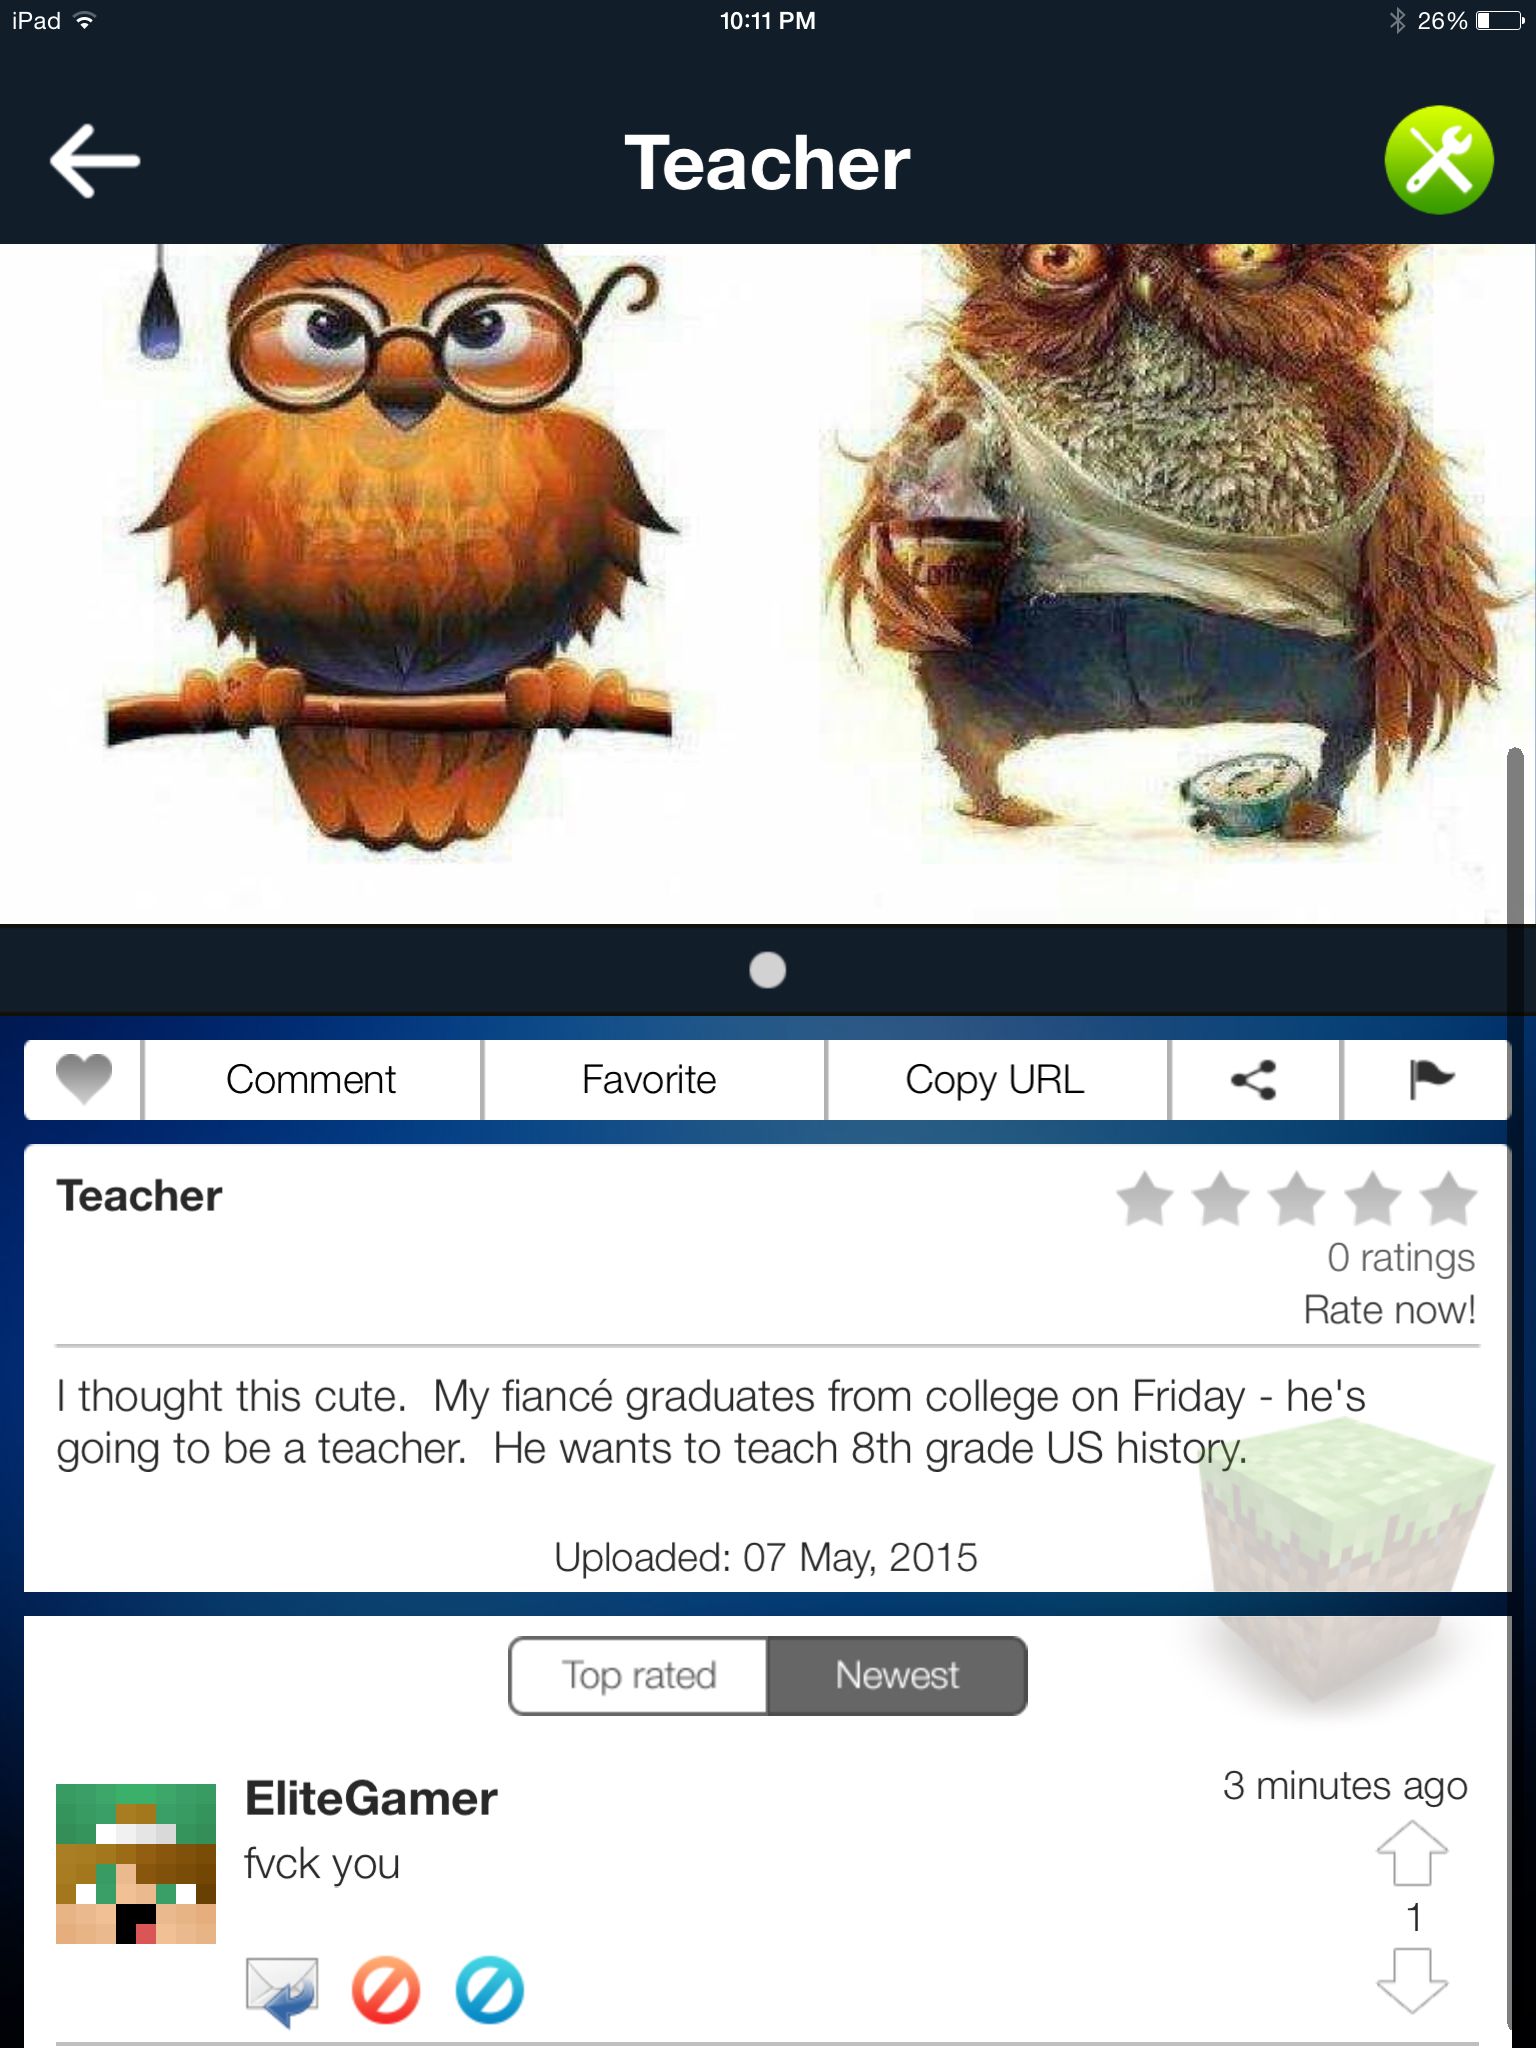 iPad 10:11 PM 26%
Teacher
Comment Favorite Copy URL
Teacher
0 ratings
Rate now!
I thought this cute.  My fiancé graduates from college on Friday - he's
going to be a teacher.  He wants to teach 8th grade US history.
Uploaded: 07 May, 2015
Top rated Newest
EliteGamer 3 minutes ago
fvck you
1